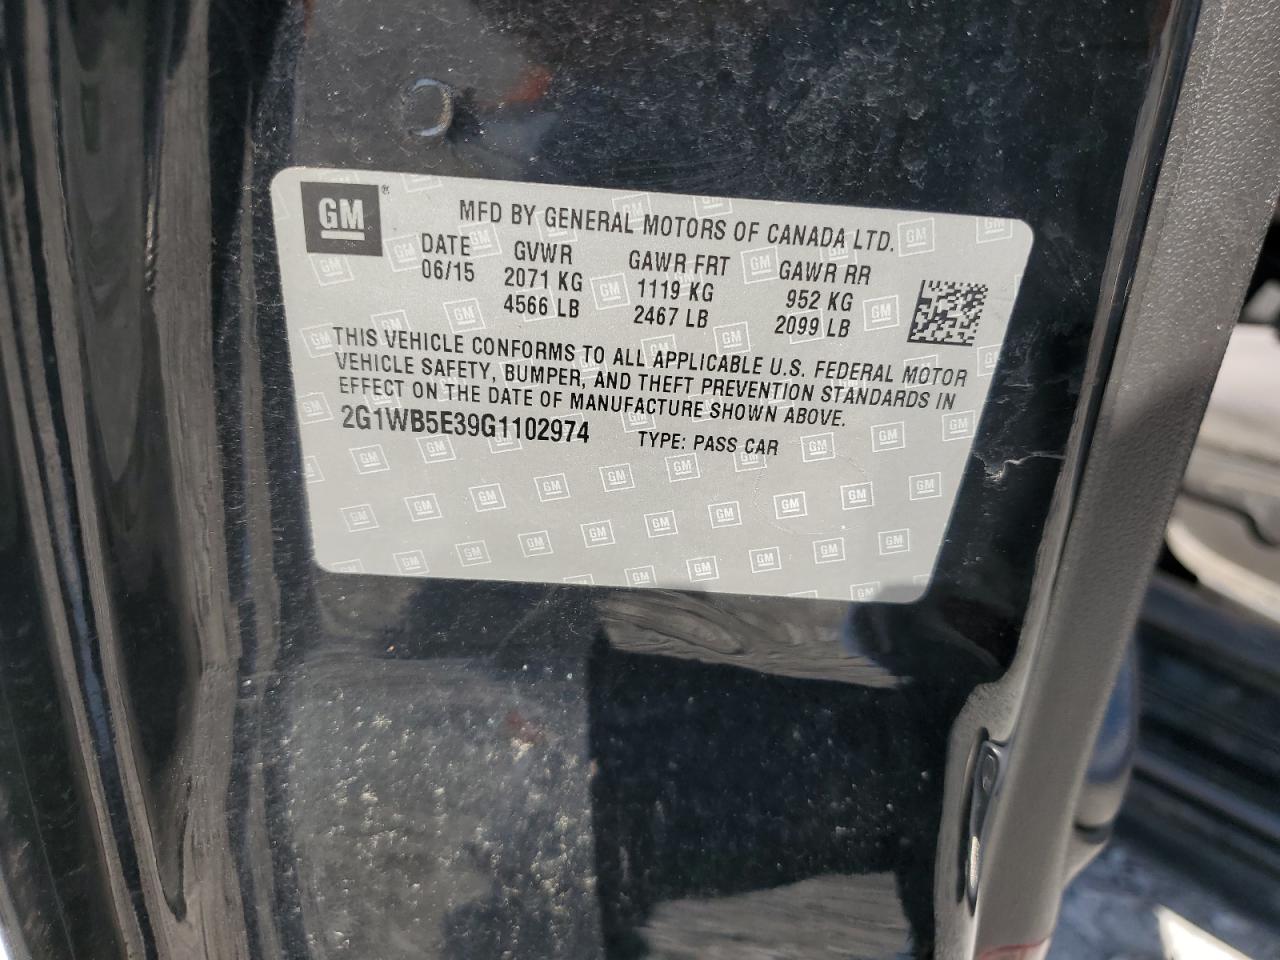 GM ®
MFD BY GENERAL MOTORS OF CANADA LTD.
DATE GVWR GAWR FRT GAWR RR
06/15 2071 KG 1119 KG 952 KG
4566 LB 2467 LB 2099 LB
THIS VEHICLE CONFORMS TO ALL APPLICABLE U.S. FEDERAL MOTOR
VEHICLE SAFETY, BUMPER, AND THEFT PREVENTION STANDARDS IN
EFFECT ON THE DATE OF MANUFACTURE SHOWN ABOVE.
2G1WB5E39G1102974 TYPE: PASS CAR